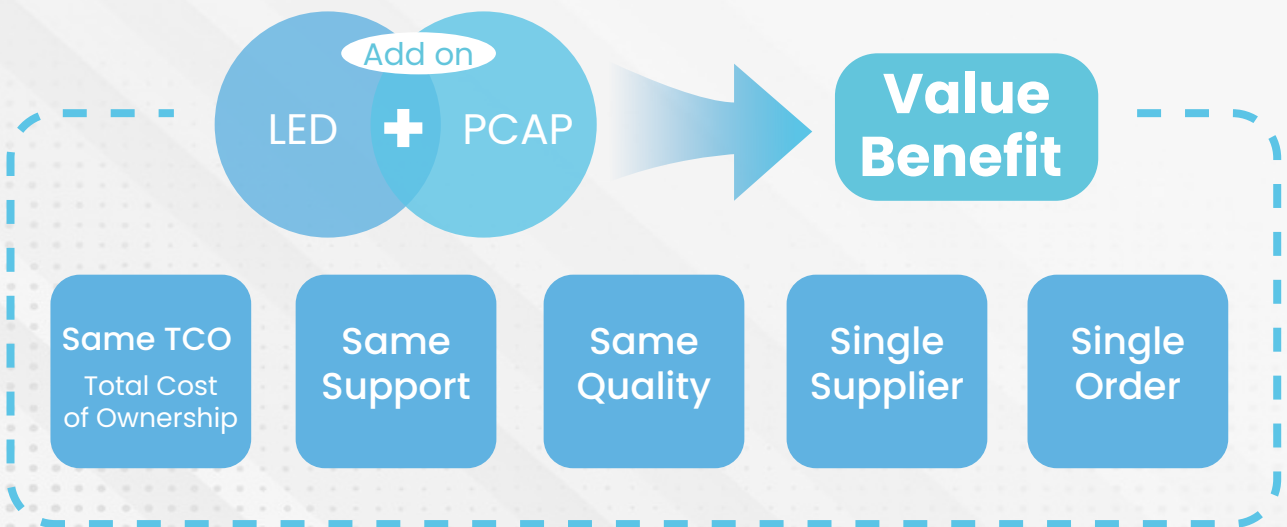 Add on
LED
+
PCAP
Value
Benefit
Same TCO
Total Cost
of Ownership
Same
Support
Same
Quality
Single
Supplier
Single
Order